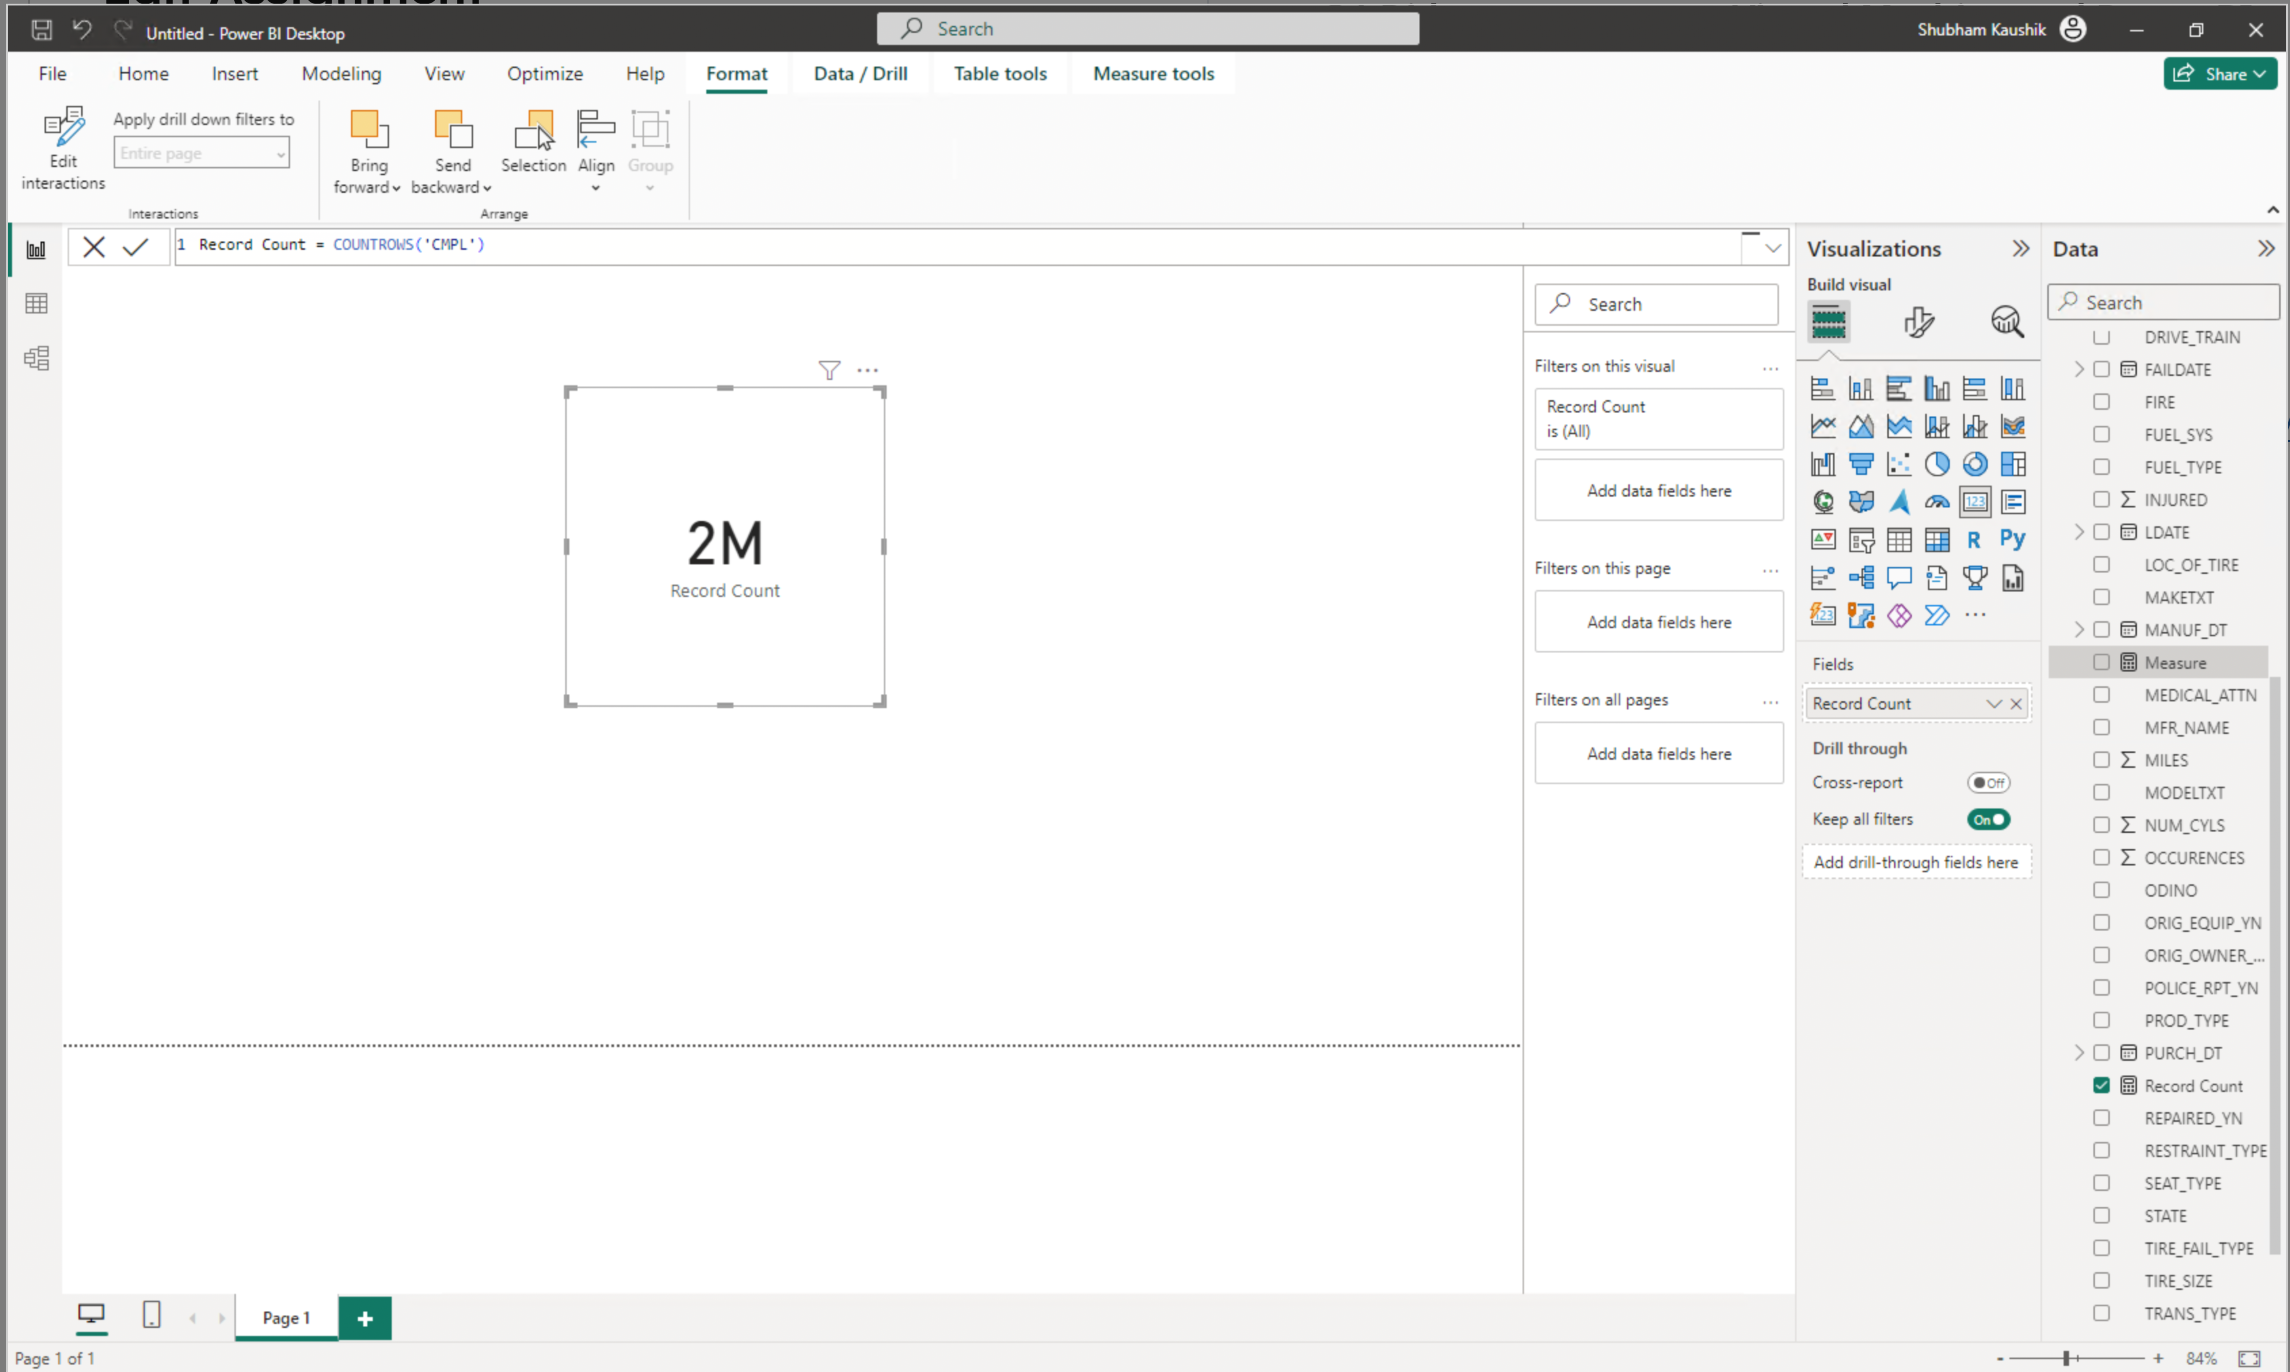 Untitled - Power BI Desktop
Search
Shubham Kaushik
File
Home
Insert
Modeling
View
Optimize
Help
Format
Data / Drill
Table tools
Measure tools
Share
Edit
interactions
Apply drill down filters to
Entire page
Interactions
Bring
forward
Send
backward
Selection
Align
Group
Arrange
1 Record Count = COUNTROWS('CMPL')
2M
Record Count
Search
Filters on this visual
Record Count
is (All)
Add data fields here
Filters on this page
Add data fields here
Filters on all pages
Add data fields here
Visualizations
Build visual
123
R
Py
123
Fields
Record Count
Drill through
Cross-report
Off
Keep all filters
On
Add drill-through fields here
Data
Search
DRIVE_TRAIN
FAILDATE
FIRE
FUEL_SYS
FUEL_TYPE
Σ INJURED
LDATE
LOC_OF_TIRE
MAKETXT
MANUF_DT
Measure
MEDICAL_ATTN
MFR_NAME
Σ MILES
MODELTXT
Σ NUM_CYLS
Σ OCCURENCES
ODINO
ORIG_EQUIP_YN
ORIG_OWNER_...
POLICE_RPT_YN
PROD_TYPE
PURCH_DT
Record Count
REPAIRED_YN
RESTRAINT_TYPE
SEAT_TYPE
STATE
TIRE_FAIL_TYPE
TIRE_SIZE
TRANS_TYPE
Page 1
+
Page 1 of 1
- + 84%